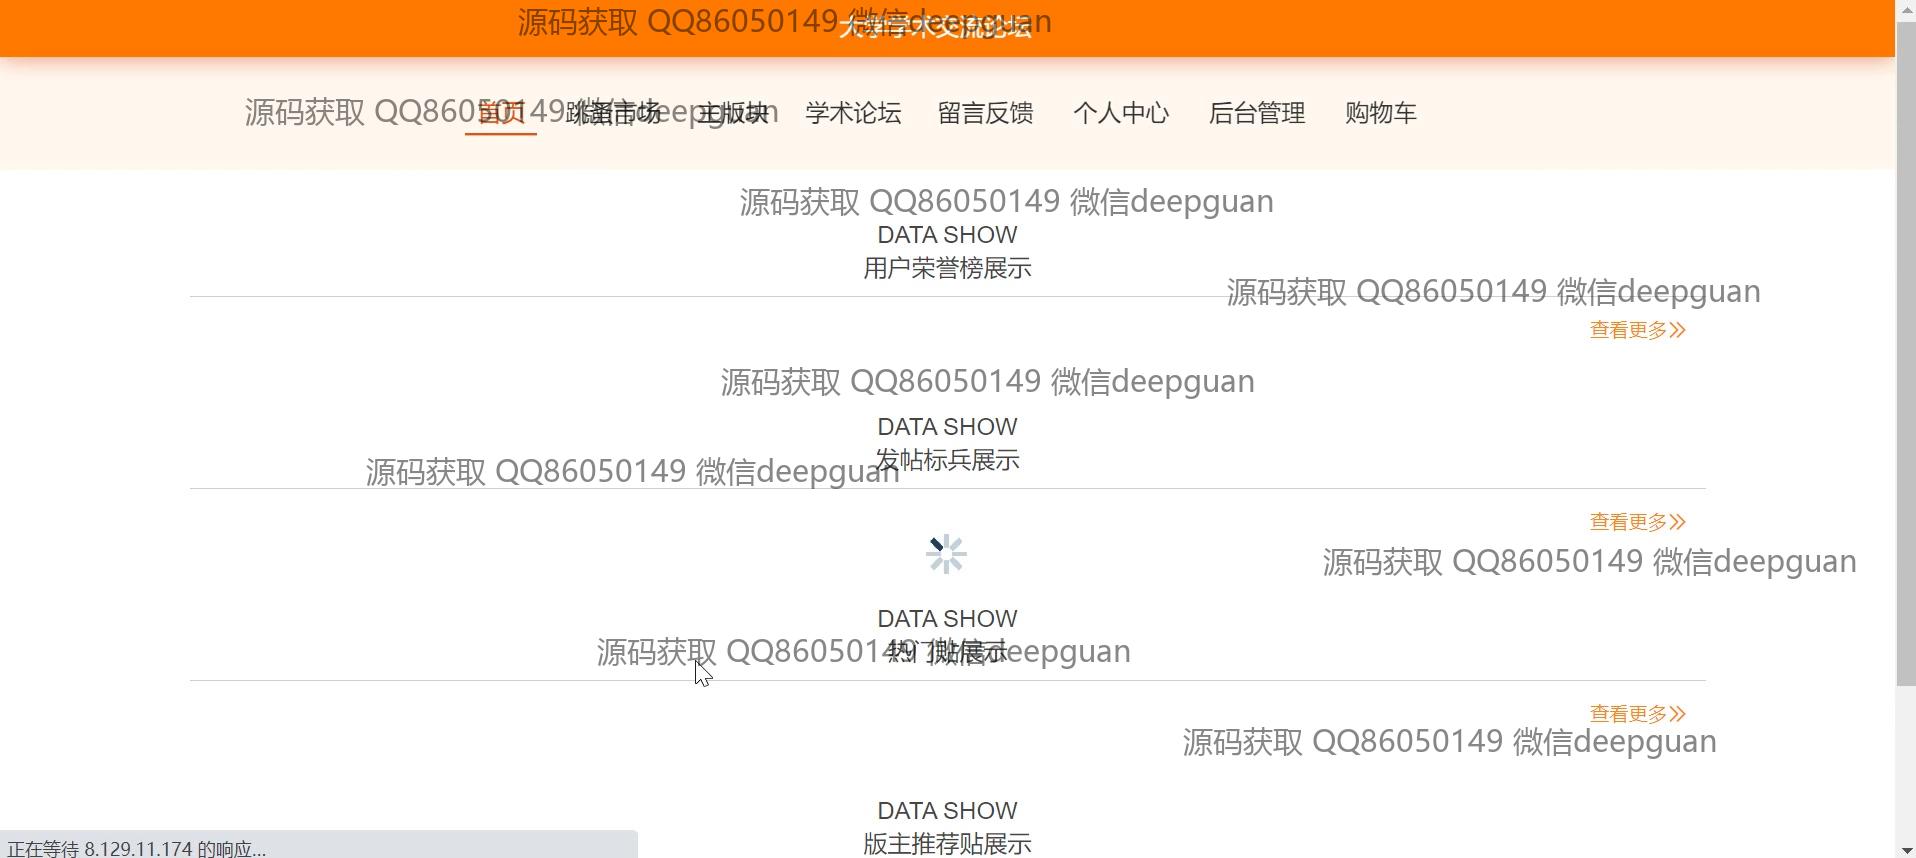 源码获取 QQ86050149 微信deepguan
大学学术交流论坛
源码获取 QQ86050149 微信deepguan
首页 跳蚤市场 主版块 学术论坛 留言反馈 个人中心 后台管理 购物车
源码获取 QQ86050149 微信deepguan
DATA SHOW
用户荣誉榜展示
源码获取 QQ86050149 微信deepguan
查看更多
源码获取 QQ86050149 微信deepguan
DATA SHOW
发帖标兵展示
源码获取 QQ86050149 微信deepguan
查看更多
源码获取 QQ86050149 微信deepguan
DATA SHOW
热门贴展示
源码获取 QQ86050149 微信deepguan
查看更多
源码获取 QQ86050149 微信deepguan
DATA SHOW
版主推荐贴展示
正在等待 8.129.11.174 的响应...